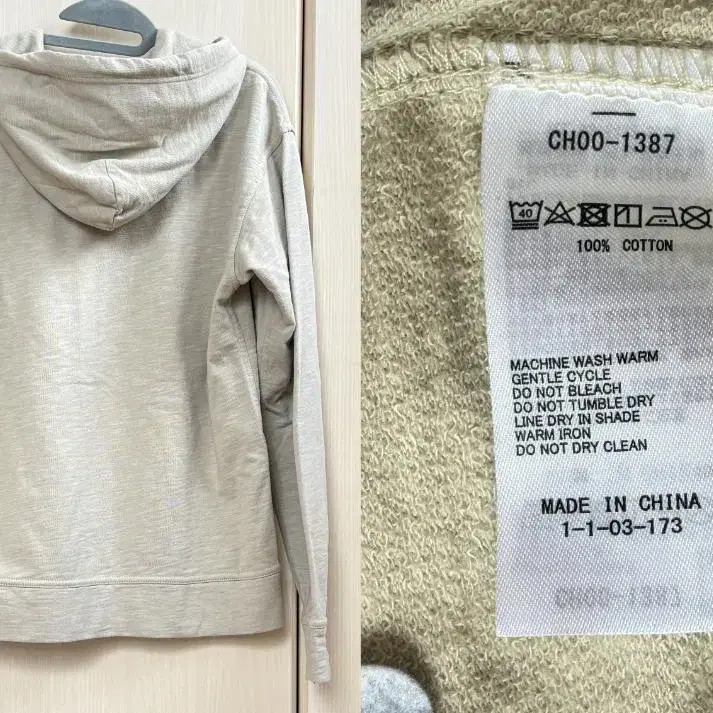 CH00-1387
40
100% COTTON
MACHINE WASH WARM
GENTLE CYCLE
DO NOT BLEACH
DO NOT TUMBLE DRY
LINE DRY IN SHADE
WARM IRON
DO NOT DRY CLEAN
MADE IN CHINA
1-1-03-173